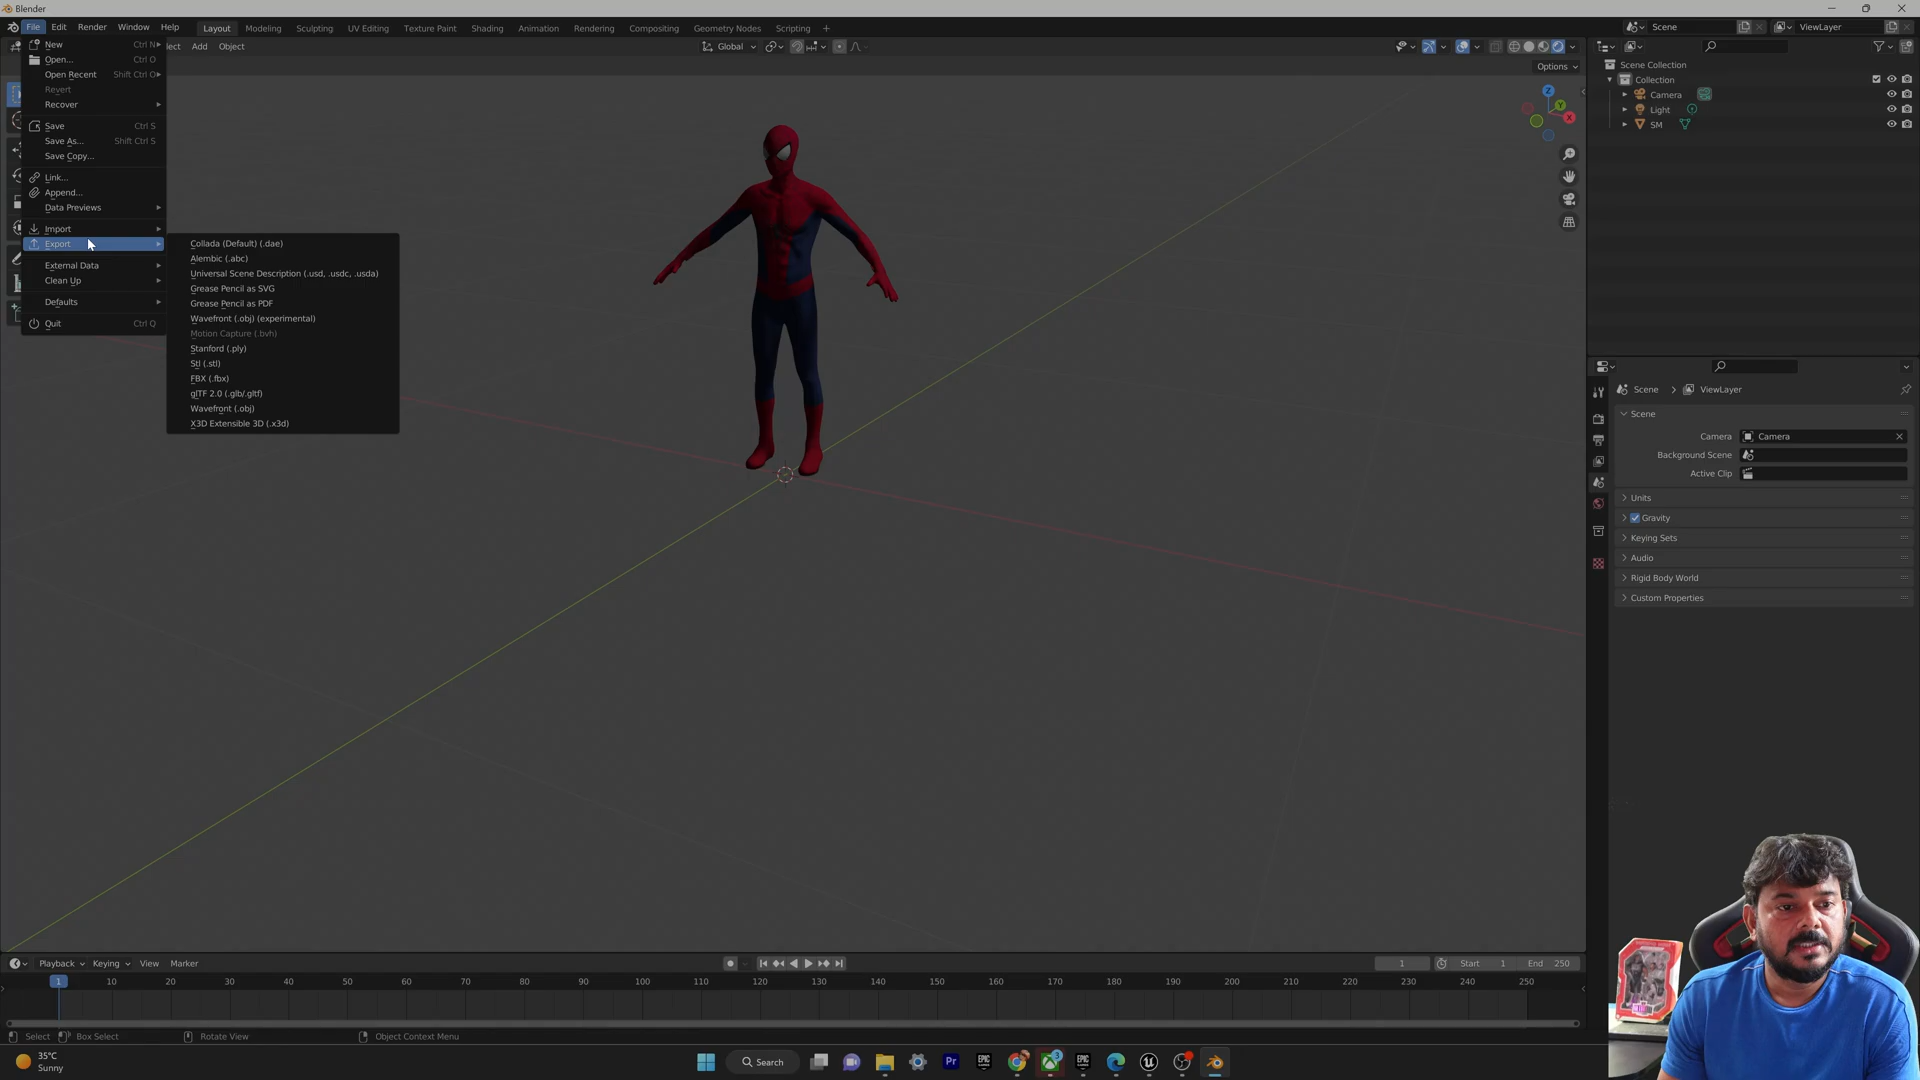 Blender
File Edit Render Window Help Layout Modeling Sculpting UV Editing Texture Paint Shading Animation Rendering Compositing Geometry Nodes Scripting +
Scene ViewLayer
New Ctrl N
Open... Ctrl O
Open Recent Shift Ctrl O
Revert
Recover
Save Ctrl S
Save As... Shift Ctrl S
Save Copy...
Link...
Append...
Data Previews
Import
Export
External Data
Clean Up
Defaults
Quit Ctrl Q
Collada (Default) (.dae)
Alembic (.abc)
Universal Scene Description (.usd, .usdc, .usda)
Grease Pencil as SVG
Grease Pencil as PDF
Wavefront (.obj) (experimental)
Motion Capture (.bvh)
Stanford (.ply)
Stl (.stl)
FBX (.fbx)
glTF 2.0 (.glb/.gltf)
Wavefront (.obj)
X3D Extensible 3D (.x3d)
Add Object
Global
Options
Z
Y
X
Scene Collection
Collection
Camera
Light
SM
Scene > ViewLayer
Scene
Camera Camera
Background Scene
Active Clip
Units
Gravity
Keying Sets
Audio
Rigid Body World
Custom Properties
Playback Keying View Marker
1 Start 1 End 250
1 10 20 30 40 50 60 70 80 90 100 110 120 130 140 150 160 170 180 190 200 210 220 230 240 250
Select Box Select Rotate View Object Context Menu
35°C
Sunny
Search
Pr
EPIC
3
EPIC